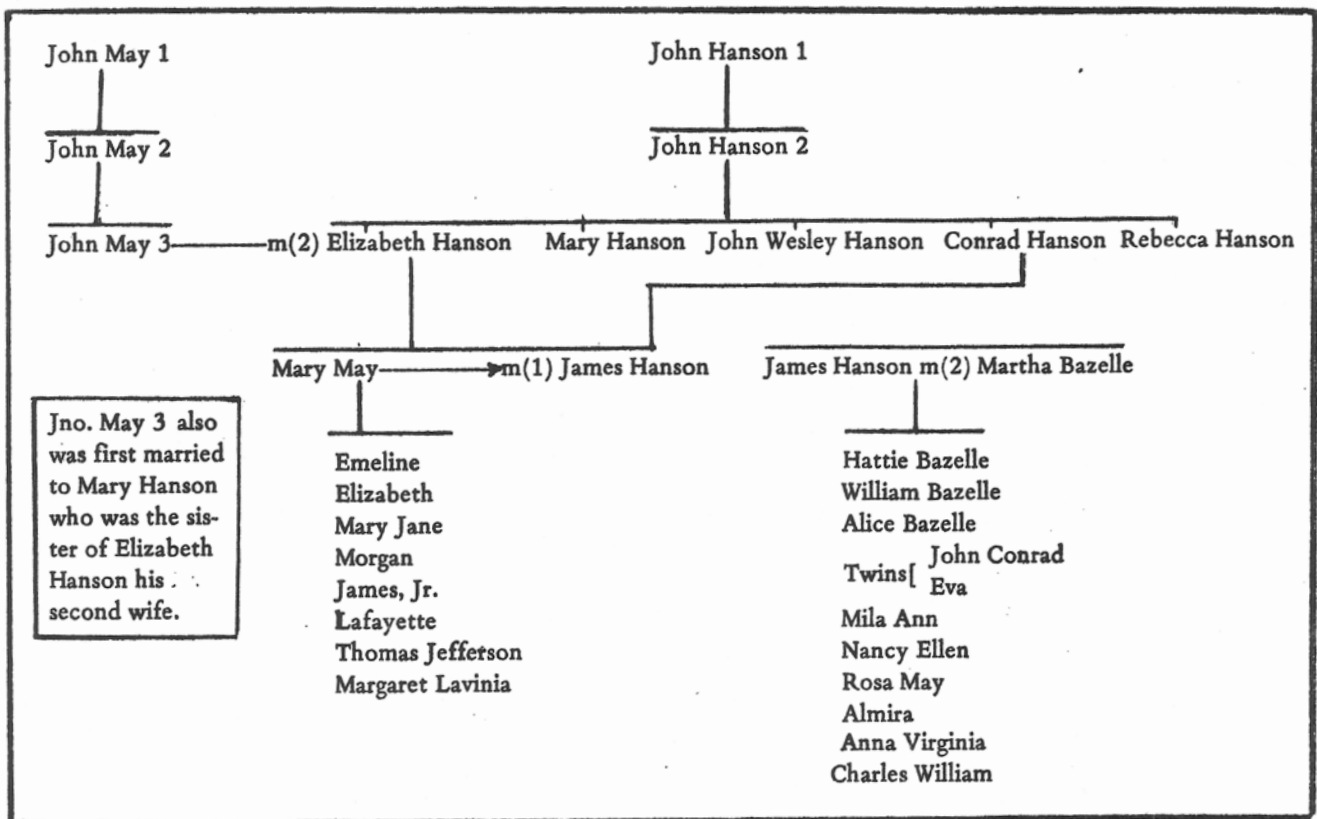 John May 1
John Hanson 1
John May 2
John Hanson 2
John May 3 m(2) Elizabeth Hanson Mary Hanson John Wesley Hanson Conrad Hanson Rebecca Hanson
Mary May m(1) James Hanson
James Hanson m(2) Martha Bazelle
Jno. May 3 also
was first married
to Mary Hanson
who was the sis-
ter of Elizabeth
Hanson his
second wife.
Emeline
Elizabeth
Mary Jane
Morgan
James, Jr.
Lafayette
Thomas Jefferson
Margaret Lavinia
Hattie Bazelle
William Bazelle
Alice Bazelle
Twins[ John Conrad
Eva
Mila Ann
Nancy Ellen
Rosa May
Almira
Anna Virginia
Charles William